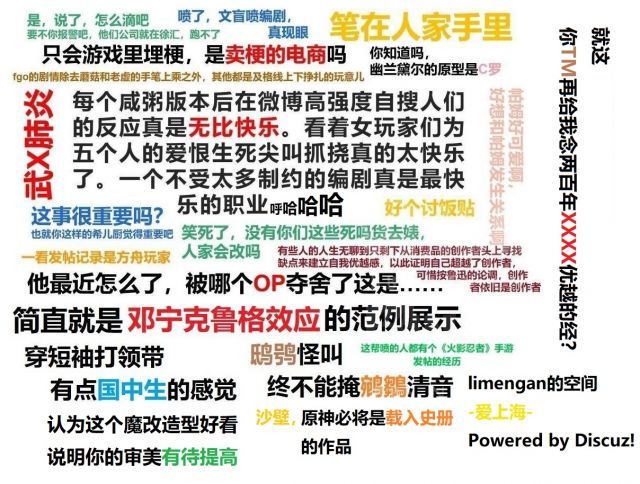 是，说了，怎么滴吧
要不你报警吧，他们公司就在徐汇，跑不了
喷了，文盲喷编剧，
真现眼
笔在人家手里
只会游戏里埋梗，是卖梗的电商吗
你知道吗，
幽兰黛尔的原型是C罗
fgo的剧情除去蘑菇和老虚的手笔上乘之外，其他都是及格线上下挣扎的玩意儿
武X肺炎
每个咸粥版本后在微博高强度自搜人们
的反应真是无比快乐。看着女玩家们为
五个人的爱恨生死尖叫抓挠真的太快乐
了。一个不受太多制约的编剧真是最快
乐的职业呼哈哈哈
帕姆好可爱啊，
好想和帕姆发生关系啊
就这
你TM再给我念两百年XXXX优越的经?
这事很重要吗?
也就你这样的希儿厨觉得重要吧
好个讨饭贴
笑死了，没有你们这些死吗货去婊，
人家会改吗
一看发帖记录是方舟玩家
有些人的人生无聊到只剩下从消费品的创作者头上寻找
缺点来建立自我优越感，以此证明自己超越了创作者，
可惜按鲁迅的论调，创作
者依旧是创作者
他最近怎么了，被哪个OP夺舍了这是……
简直就是邓宁克鲁格效应的范例展示
穿短袖打领带
鸱鸮怪叫
这帮喷的人都有个《火影忍者》手游
发帖的经历
有点国中生的感觉
终不能掩鹓鶵清音
limengan的空间
认为这个魔改造型好看
沙壁，原神必将是载入史册
的作品
-爱上海-
说明你的审美有待提高
Powered by Discuz!